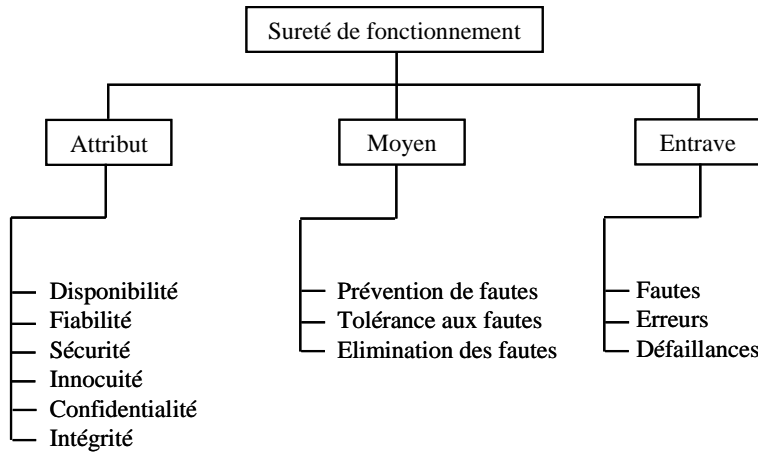 Sureté de fonctionnement
Attribut
Moyen
Entrave
Disponibilité
Fiabilité
Sécurité
Innocuité
Confidentialité
Intégrité
Prévention de fautes
Tolérance aux fautes
Elimination des fautes
Fautes
Erreurs
Défaillances